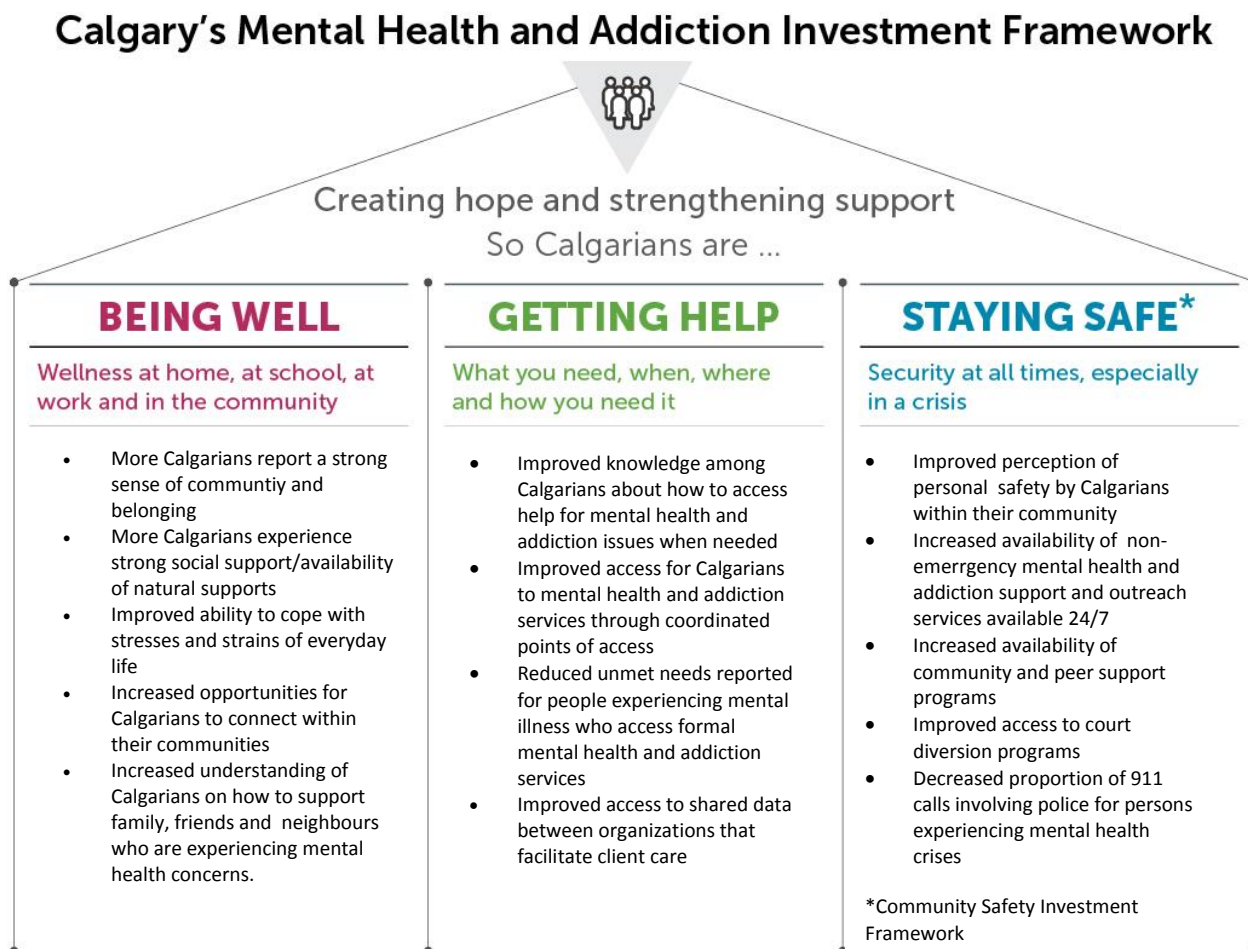 Calgary's Mental Health and Addiction Investment Framework
Creating hope and strengthening support
So Calgarians are ...
BEING WELL
Wellness at home, at school, at
work and in the community
• More Calgarians report a strong
sense of communtiy and
belonging
• More Calgarians experience
strong social support/availability
of natural supports
• Improved ability to cope with
stresses and strains of everyday
life
• Increased opportunities for
Calgarians to connect within
their communities
• Increased understanding of
Calgarians on how to support
family, friends and neighbours
who are experiencing mental
health concerns.
GETTING HELP
What you need, when, where
and how you need it
• Improved knowledge among
Calgarians about how to access
help for mental health and
addiction issues when needed
• Improved access for Calgarians
to mental health and addiction
services through coordinated
points of access
• Reduced unmet needs reported
for people experiencing mental
illness who access formal
mental health and addiction
services
• Improved access to shared data
between organizations that
facilitate client care
STAYING SAFE*
Security at all times, especially
in a crisis
• Improved perception of
personal safety by Calgarians
within their community
• Increased availability of non-
emerrgency mental health and
addiction support and outreach
services available 24/7
• Increased availability of
community and peer support
programs
• Improved access to court
diversion programs
• Decreased proportion of 911
calls involving police for persons
experiencing mental health
crises
*Community Safety Investment
Framework